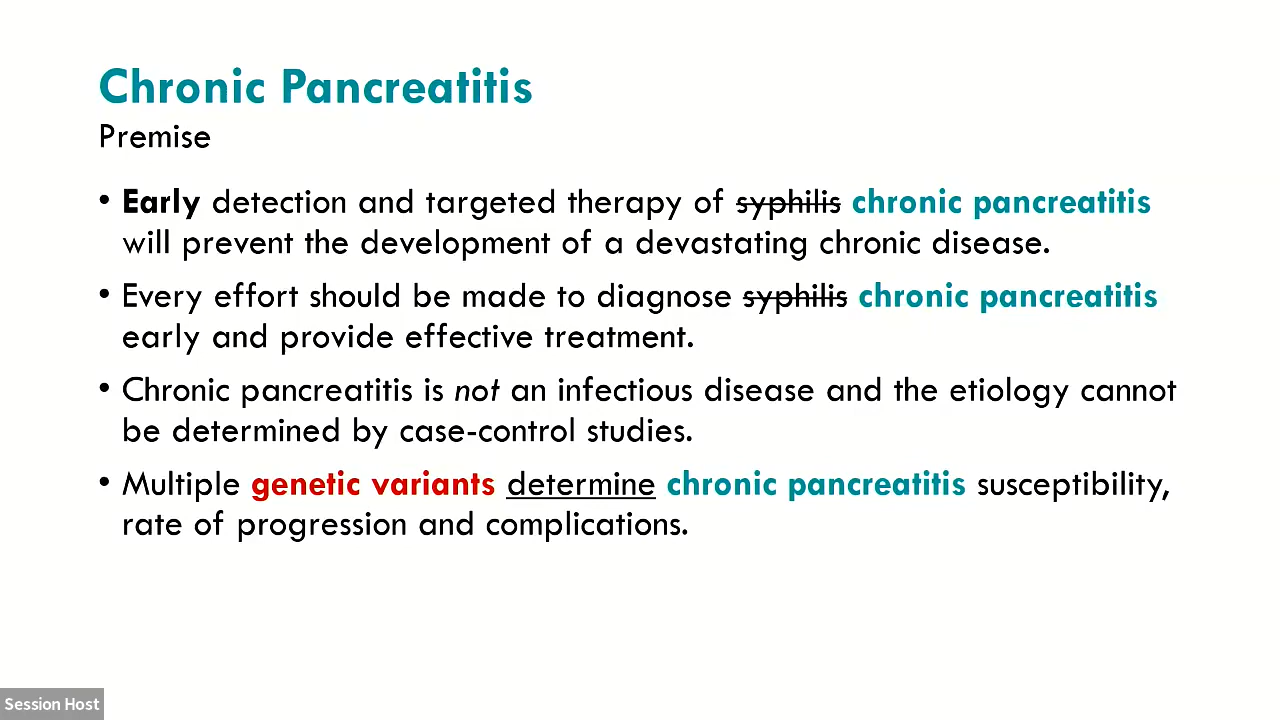 Chronic Pancreatitis
Premise
• Early detection and targeted therapy of syphilis chronic pancreatitis
will prevent the development of a devastating chronic disease.
• Every effort should be made to diagnose syphilis chronic pancreatitis
early and provide effective treatment.
• Chronic pancreatitis is not an infectious disease and the etiology cannot
be determined by case-control studies.
• Multiple genetic variants determine chronic pancreatitis susceptibility,
rate of progression and complications.
Session Host